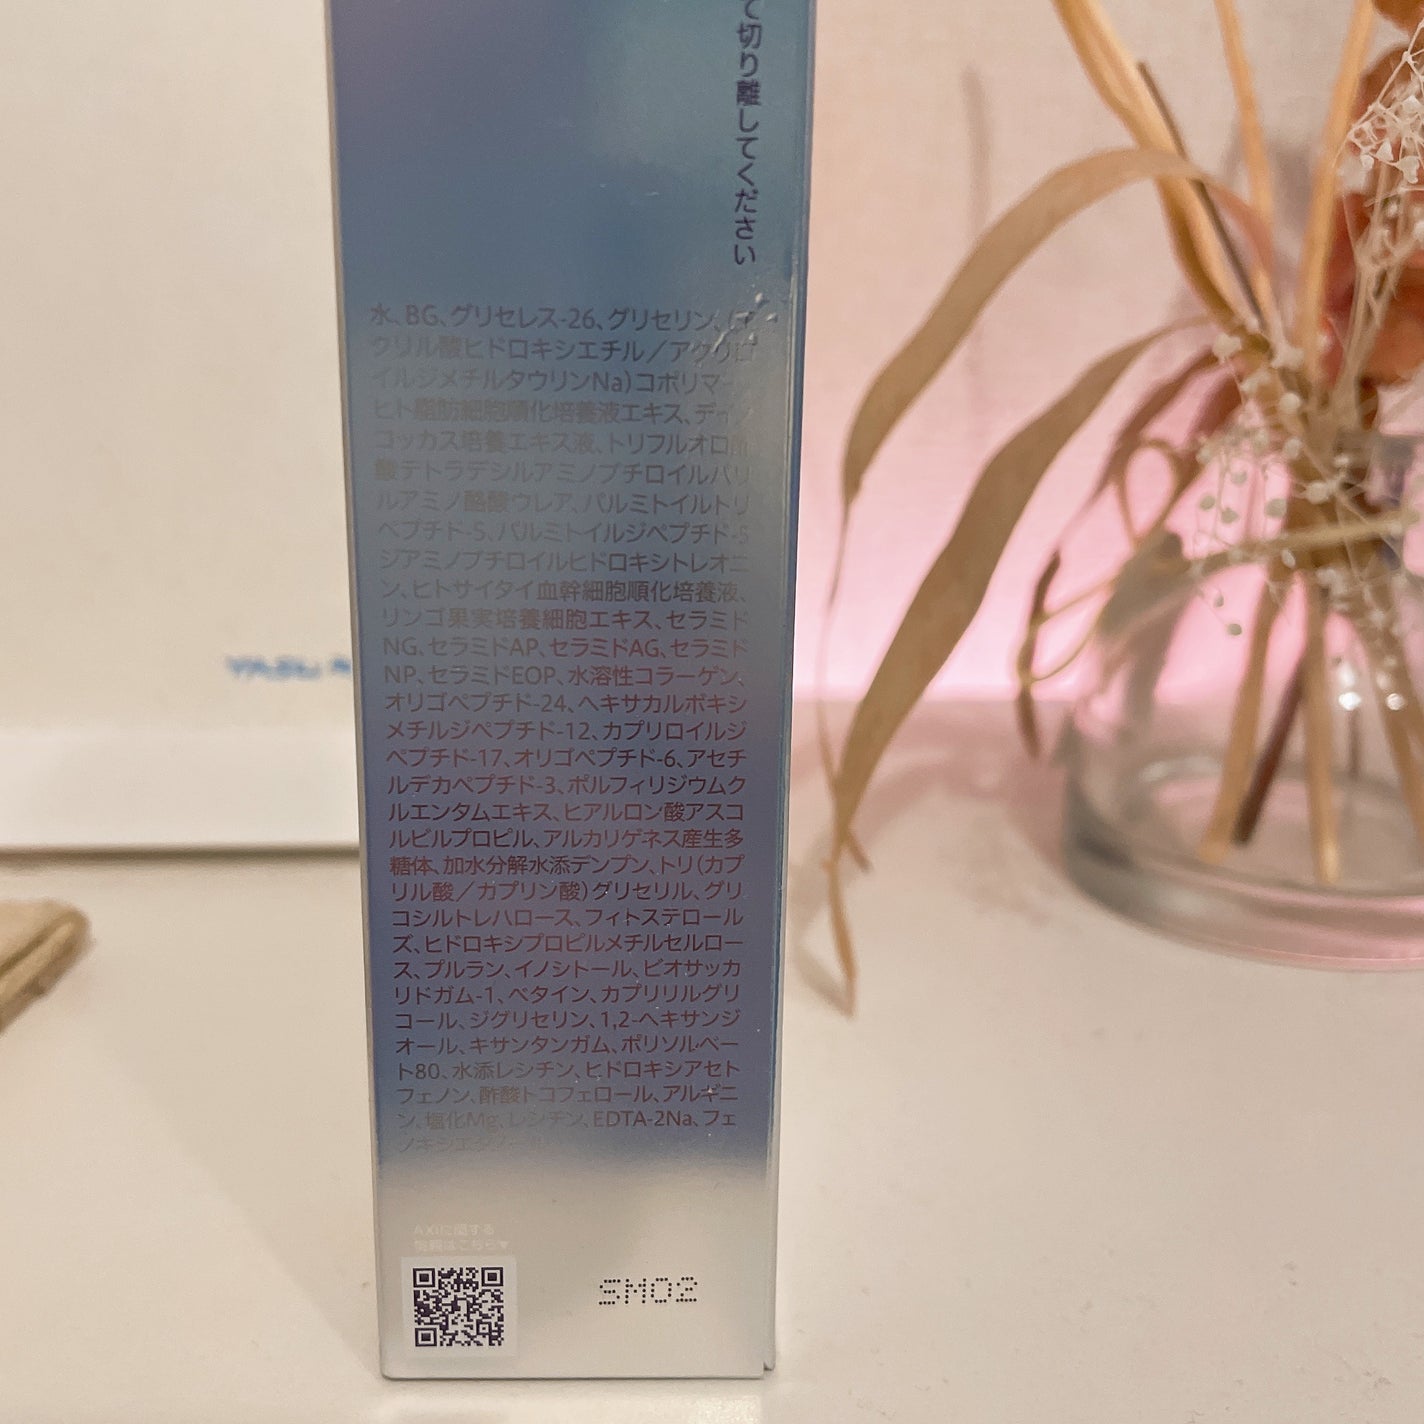 て切り離してください
水、BG、グリセレス-26、グリセリン、(
クリル酸ヒドロキシエチル／アクリロ
イルジメチルタウリンNa)コポリマー
ヒト脂肪細胞順化培養液エキス、デイノ
コッカス培養エキス液、トリフルオロ酢
酸テトラデシルアミノブチロイルバリ
ルアミノ酪酸ウレア、パルミトイルトリ
ペプチド-5、パルミトイルジペプチド-5
ジアミノブチロイルヒドロキシトレオニ
ン、ヒトサイタイ血幹細胞順化培養液、
リンゴ果実培養細胞エキス、セラミド
NG、セラミドAP、セラミドAG、セラミド
NP、セラミドEOP、水溶性コラーゲン、
オリゴペプチド-24、ヘキサカルボキシ
メチルジペプチド-12、カプリロイルジ
ペプチド-17、オリゴペプチド-6、アセチ
ルデカペプチド-3、ポルフィリジウムク
ルエンタムエキス、ヒアルロン酸アスコ
ルビルプロピル、アルカリゲネス産生多
糖体、加水分解水添デンプン、トリ(カプ
リル酸／カプリン酸)グリセリル、グリ
コシルトレハロース、フィトステロール
ズ、ヒドロキシプロピルメチルセルロー
ス、プルラン、イノシトール、ビオサッカ
リドガム-1、ベタイン、カプリリルグリ
コール、ジグリセリン、1,2-ヘキサンジ
オール、キサンタンガム、ポリソルベー
ト80、水添レシチン、ヒドロキシアセト
フェノン、酢酸トコフェロール、アルギニ
ン、塩化Mg、レシチン、EDTA-2Na、フェ
ノキシエタノ
AXIに関する
情報はこちら▼
SM02